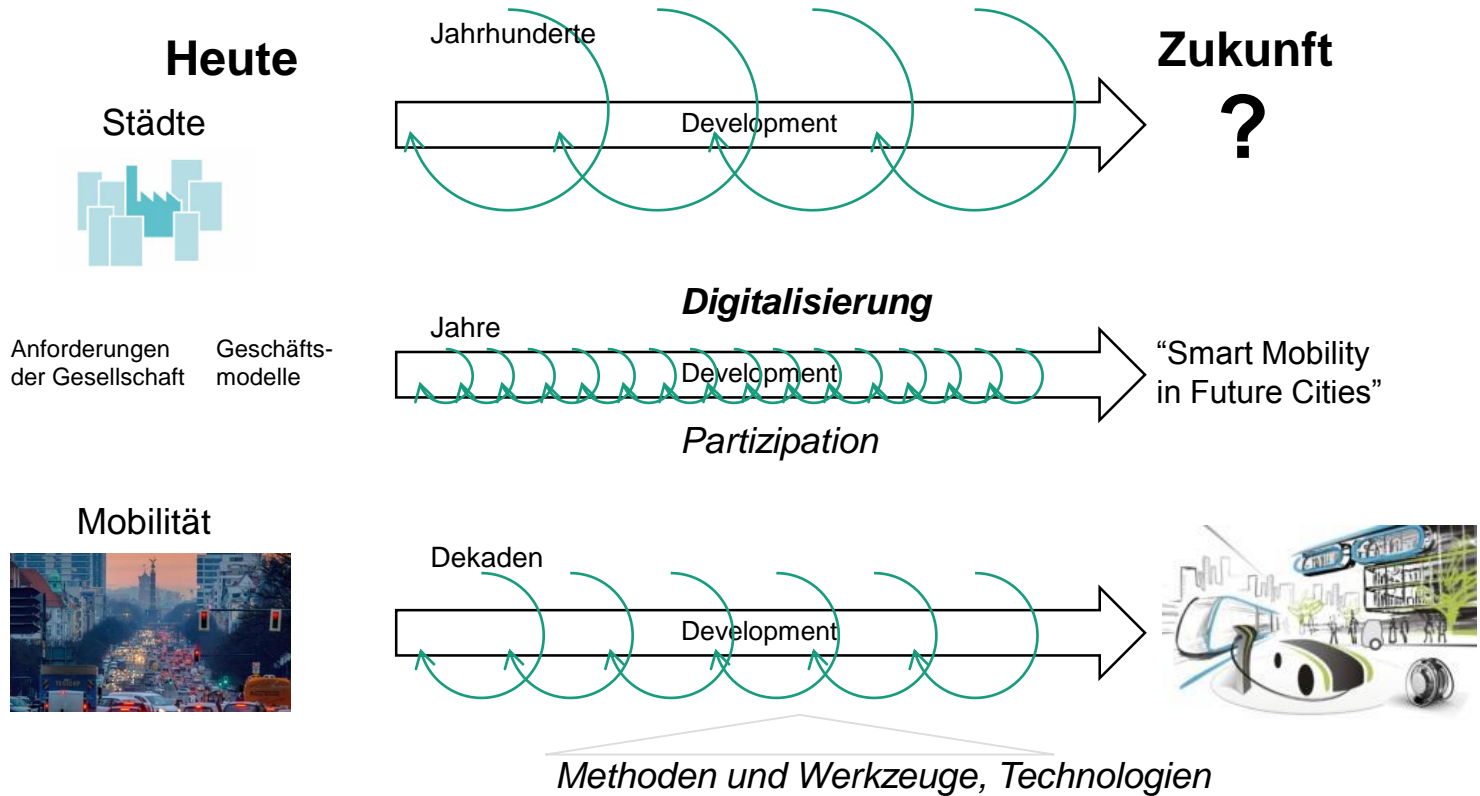 Heute
Jahrhunderte
Zukunft
Städte
Development
?
Digitalisierung
Jahre
Anforderungen
der Gesellschaft
Geschäfts-
modelle
Development
“Smart Mobility
in Future Cities”
Partizipation
Mobilität
Dekaden
Development
Methoden und Werkzeuge, Technologien